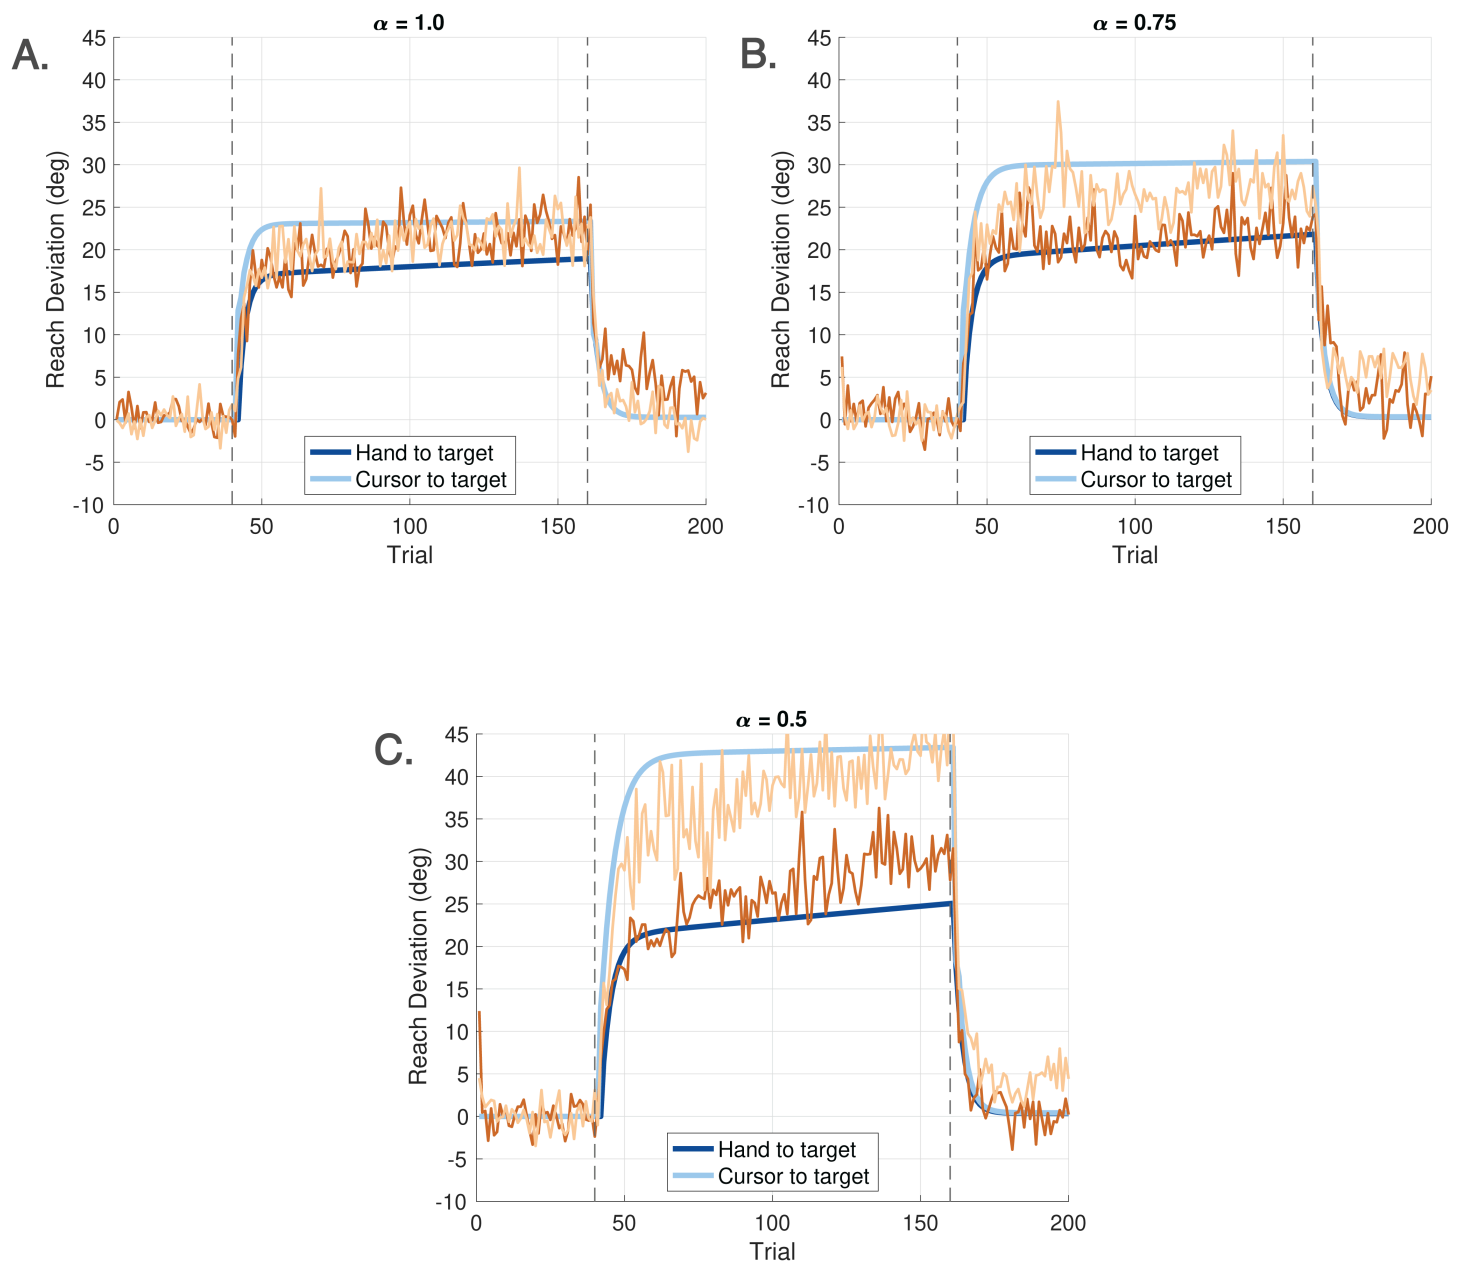 A.
α = 1.0
45
40
35
30
25
20
15
10
5
0
-5
-10
Reach Deviation (deg)
0 50 100 150 200
Trial
Hand to target
Cursor to target
B.
α = 0.75
45
40
35
30
25
20
15
10
5
0
-5
-10
Reach Deviation (deg)
0 50 100 150 200
Trial
Hand to target
Cursor to target
C.
α = 0.5
45
40
35
30
25
20
15
10
5
0
-5
-10
Reach Deviation (deg)
0 50 100 150 200
Trial
Hand to target
Cursor to target